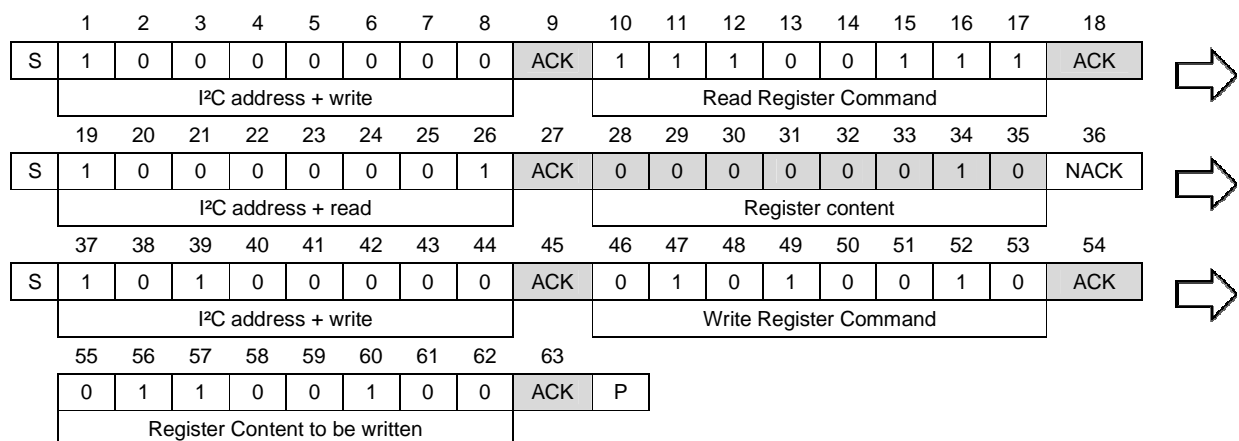 1 2 3 4 5 6 7 8 9 10 11 12 13 14 15 16 17 18
S 1 0 0 0 0 0 0 0 ACK 1 1 1 0 0 1 1 1 ACK
I²C address + write Read Register Command
19 20 21 22 23 24 25 26 27 28 29 30 31 32 33 34 35 36
S 1 0 0 0 0 0 0 1 ACK 0 0 0 0 0 0 1 0 NACK
I²C address + read Register content
37 38 39 40 41 42 43 44 45 46 47 48 49 50 51 52 53 54
S 1 0 1 0 0 0 0 0 ACK 0 1 0 1 0 0 1 0 ACK
I²C address + write Write Register Command
55 56 57 58 59 60 61 62 63
0 1 1 0 0 1 0 0 ACK P
Register Content to be written